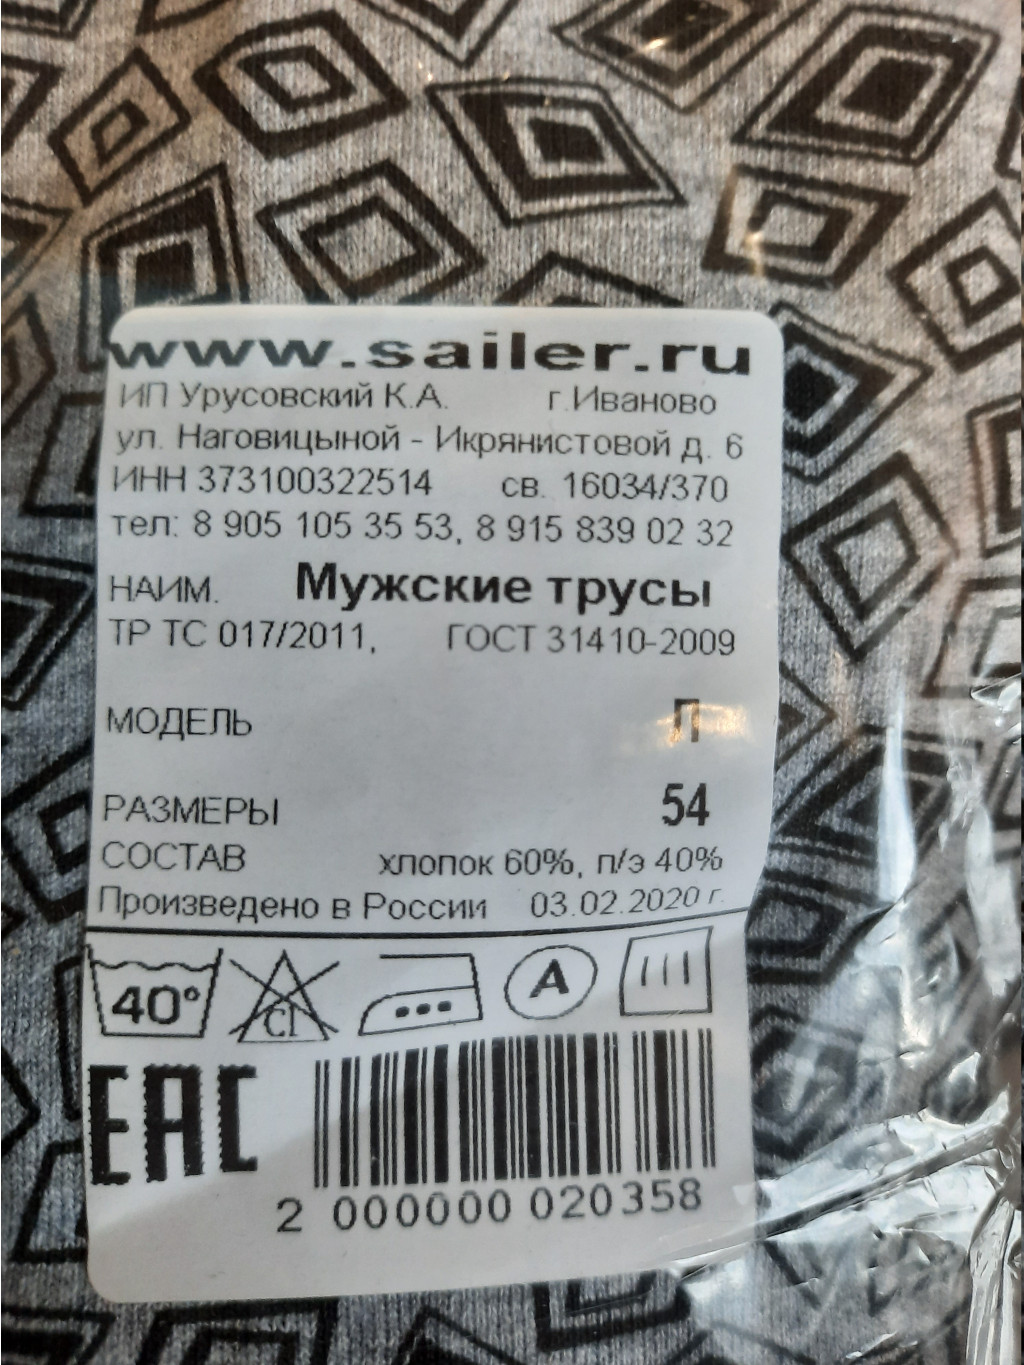 www.sailer.ru
ИП Урусовский К.А. г.Иваново
ул. Наговицыной - Икрянистовой д. 6
ИНН 373100322514 св. 16034/370
тел: 8 905 105 35 53, 8 915 839 02 32
НАИМ. Мужские трусы
ТР ТС 017/2011, ГОСТ 31410-2009
МОДЕЛЬ П
РАЗМЕРЫ 54
СОСТАВ хлопок 60%, п/э 40%
Произведено в России 03.02.2020 г.
40° Cl A
EAC
2 000000 020358